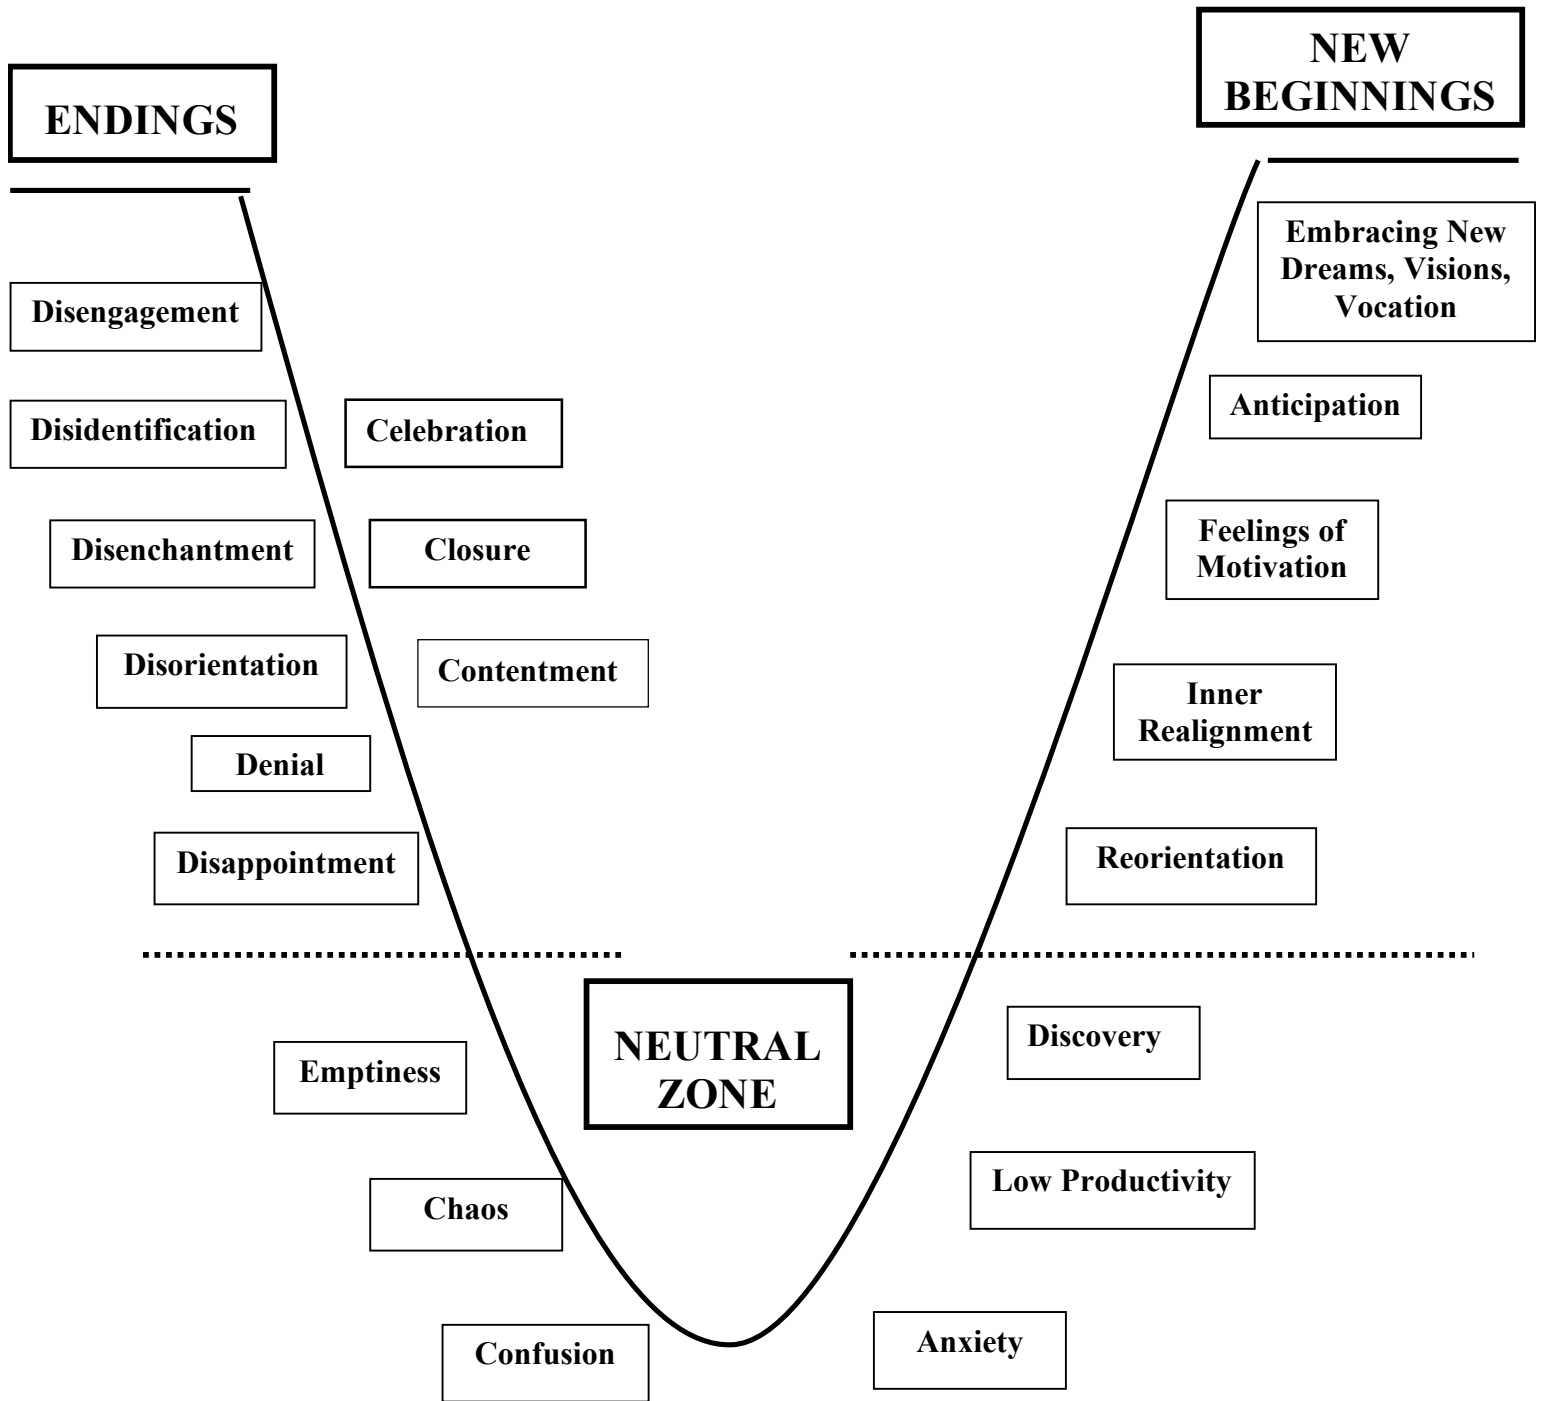 NEW
BEGINNINGS
ENDINGS
Embracing New
Dreams, Visions,
Vocation
Disengagement
Anticipation
Disidentification
Celebration
Feelings of
Motivation
Disenchantment
Closure
Disorientation
Contentment
Inner
Realignment
Denial
Disappointment
Reorientation
NEUTRAL
ZONE
Discovery
Emptiness
Low Productivity
Chaos
Anxiety
Confusion